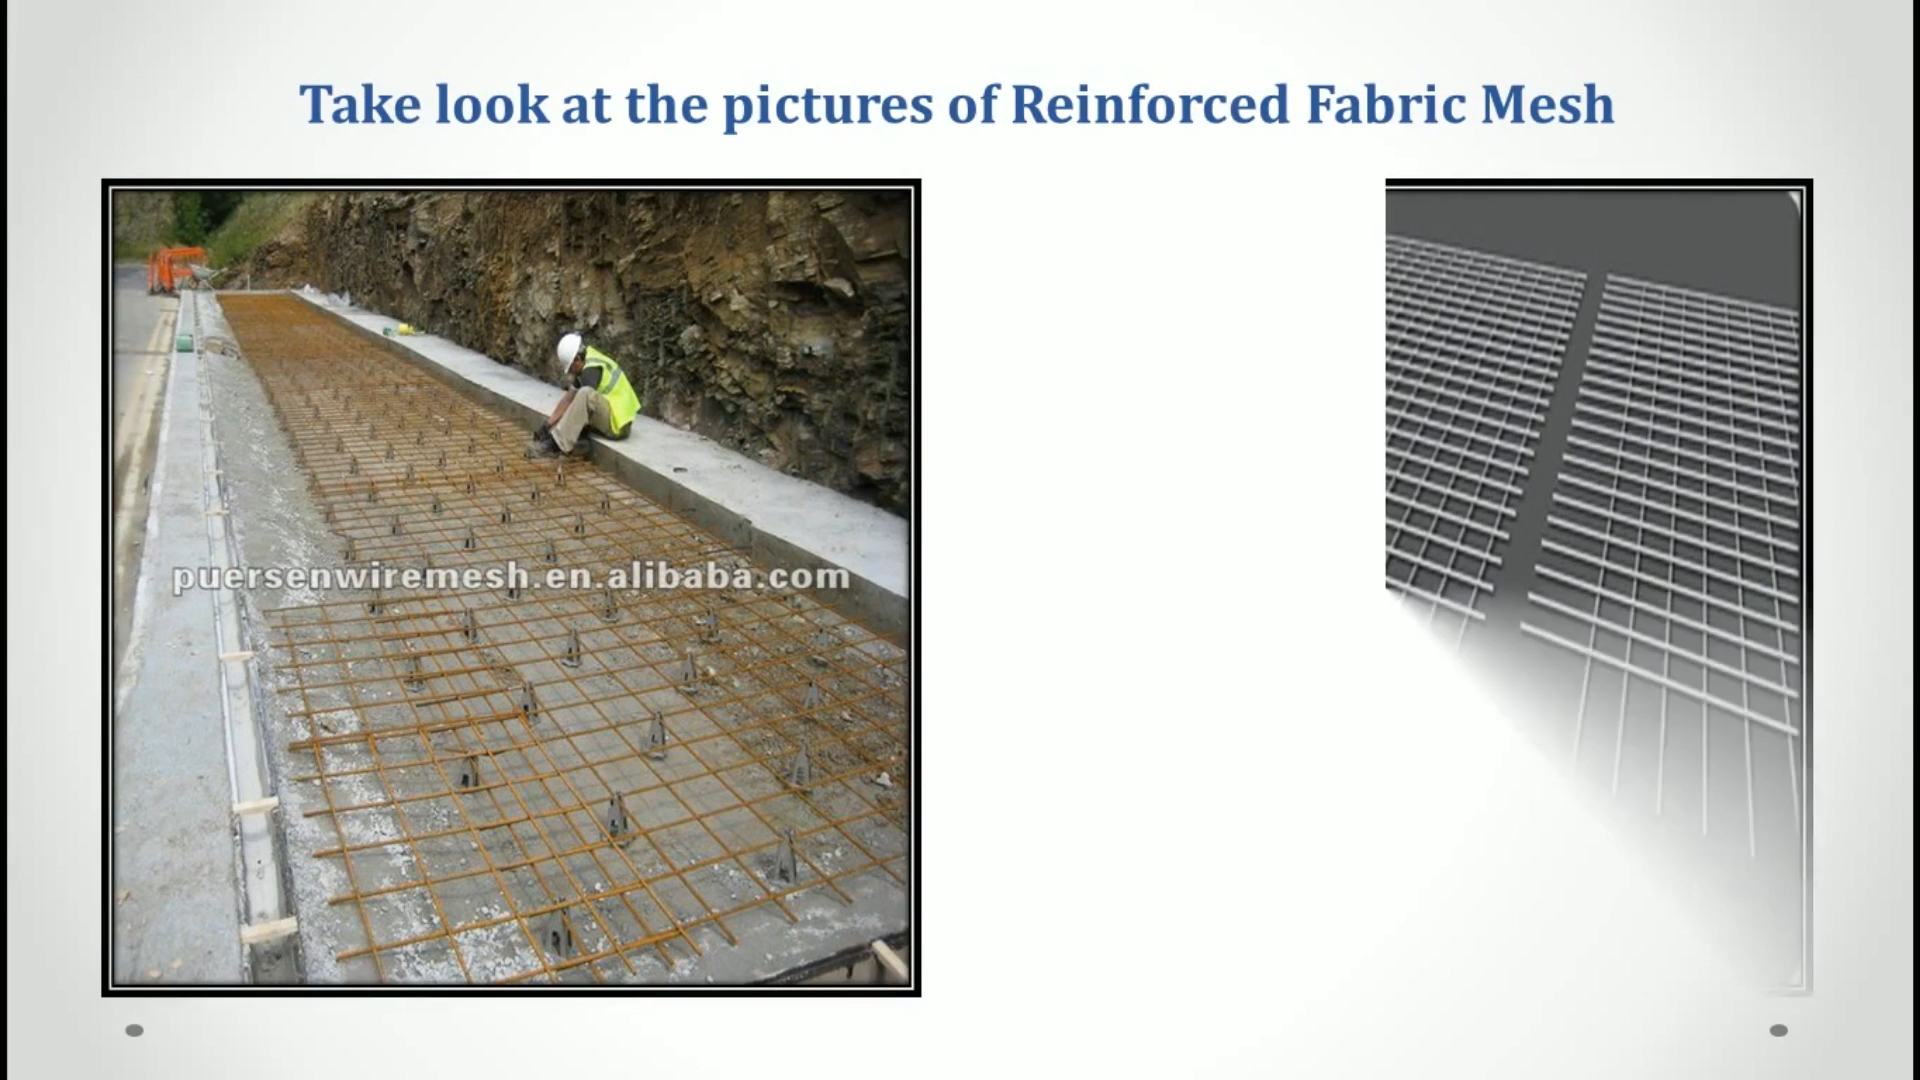 Take look at the pictures of Reinforced Fabric Mesh
puersenwiremesh.en.alibaba.com